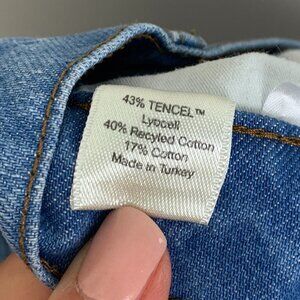 43% TENCEL™
Lyocell
40% Recyled Cotton
17% Cotton
Made in Turkey